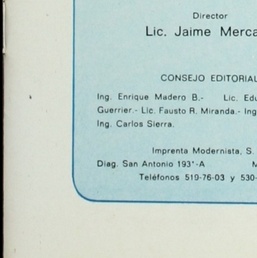 Director
Lic. Jaime Merca
CONSEJO EDITORIAL
Ing. Enrique Madero B.- Lic. Edu
Guerrier.- Lic. Fausto R. Miranda.- Ing
Ing. Carlos Sierra.
Imprenta Modernista, S.
Diag. San Antonio 193'-A M
Teléfonos 519-76-03 y 530-